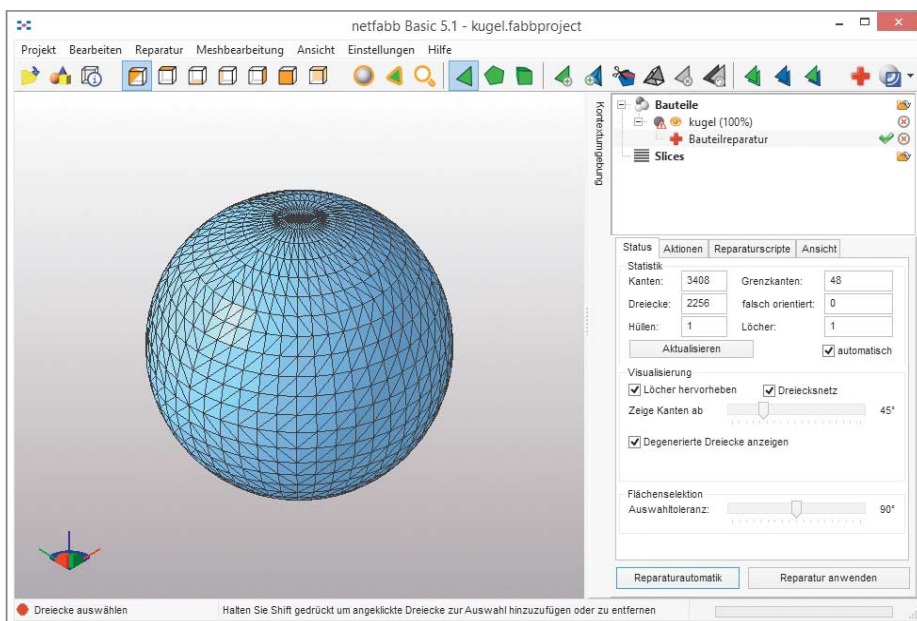 netfabb Basic 5.1 - kugel.fabbproject
Projekt Bearbeiten Reparatur Meshbearbeitung Ansicht Einstellungen Hilfe
Kontextumgebung
Bauteile
kugel (100%)
Bauteilreparatur
Slices
Status Aktionen Reparaturscripte Ansicht
Statistik
Kanten: 3408 Grenzkanten: 48
Dreiecke: 2256 falsch orientiert: 0
Hüllen: 1 Löcher: 1
Aktualisieren automatisch
Visualisierung
Löcher hervorheben Dreiecksnetz
Zeige Kanten ab 45°
Degenerierte Dreiecke anzeigen
Flächenselektion
Auswahltoleranz: 90°
Reparaturautomatik Reparatur anwenden
Dreiecke auswählen Halten Sie Shift gedrückt um angeklickte Dreiecke zur Auswahl hinzuzufügen oder zu entfernen